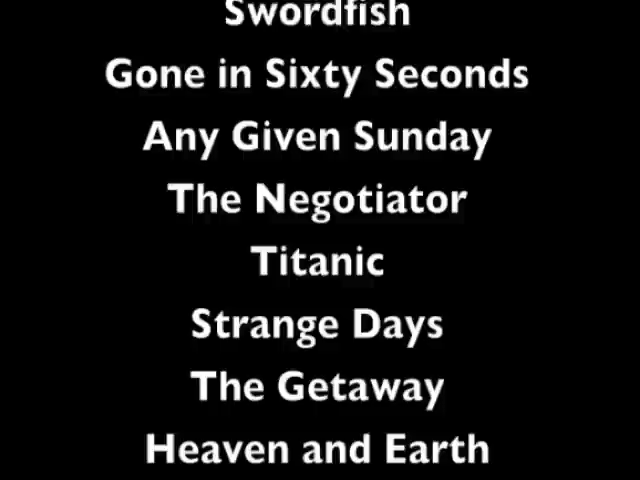 Swordfish
Gone in Sixty Seconds
Any Given Sunday
The Negotiator
Titanic
Strange Days
The Getaway
Heaven and Earth